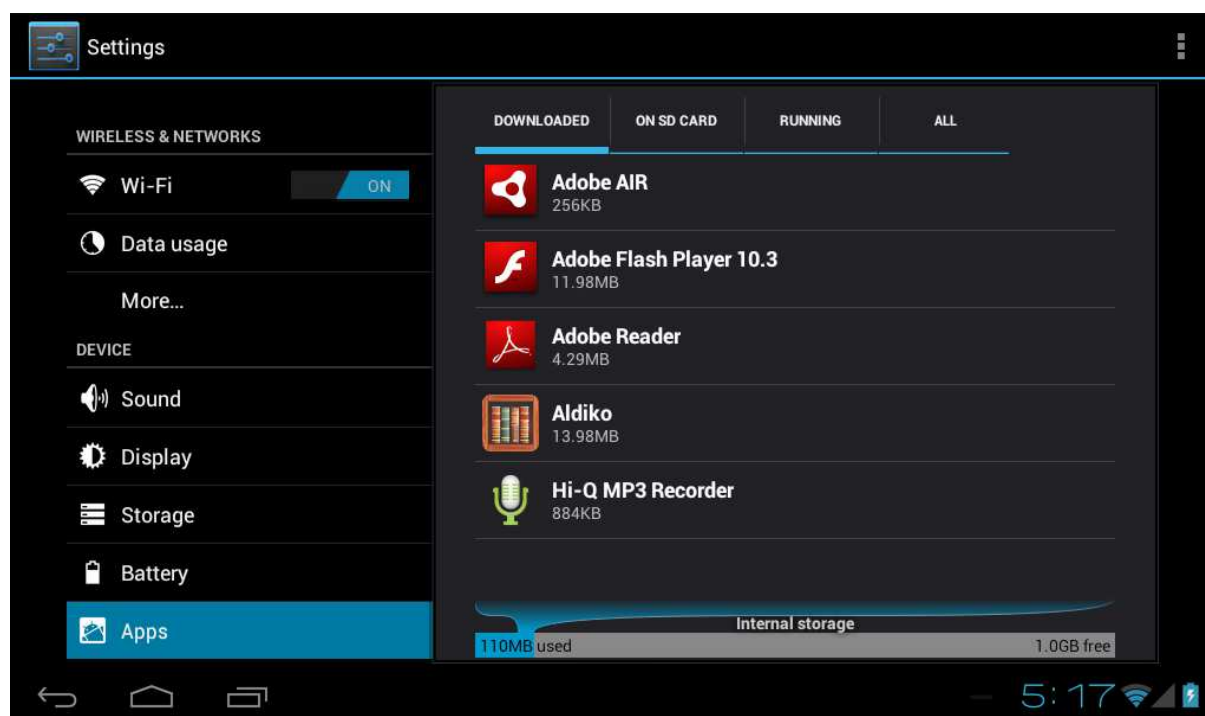 Settings
WIRELESS & NETWORKS
Wi-Fi ON
Data usage
More...
DEVICE
Sound
Display
Storage
Battery
Apps
DOWNLOADED ON SD CARD RUNNING ALL
Adobe AIR
256KB
Adobe Flash Player 10.3
11.98MB
Adobe Reader
4.29MB
Aldiko
13.98MB
Hi-Q MP3 Recorder
884KB
Internal storage
110MB used 1.0GB free
5:17